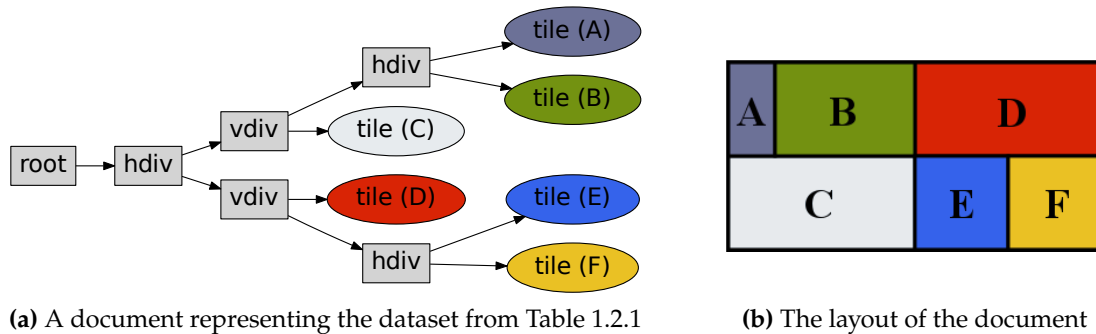 tile (A)
hdiv
tile (B)
vdiv
tile (C)
root
hdiv
vdiv
tile (D)
tile (E)
hdiv
tile (F)
(a) A document representing the dataset from Table 1.2.1
A B D
C E F
(b) The layout of the document